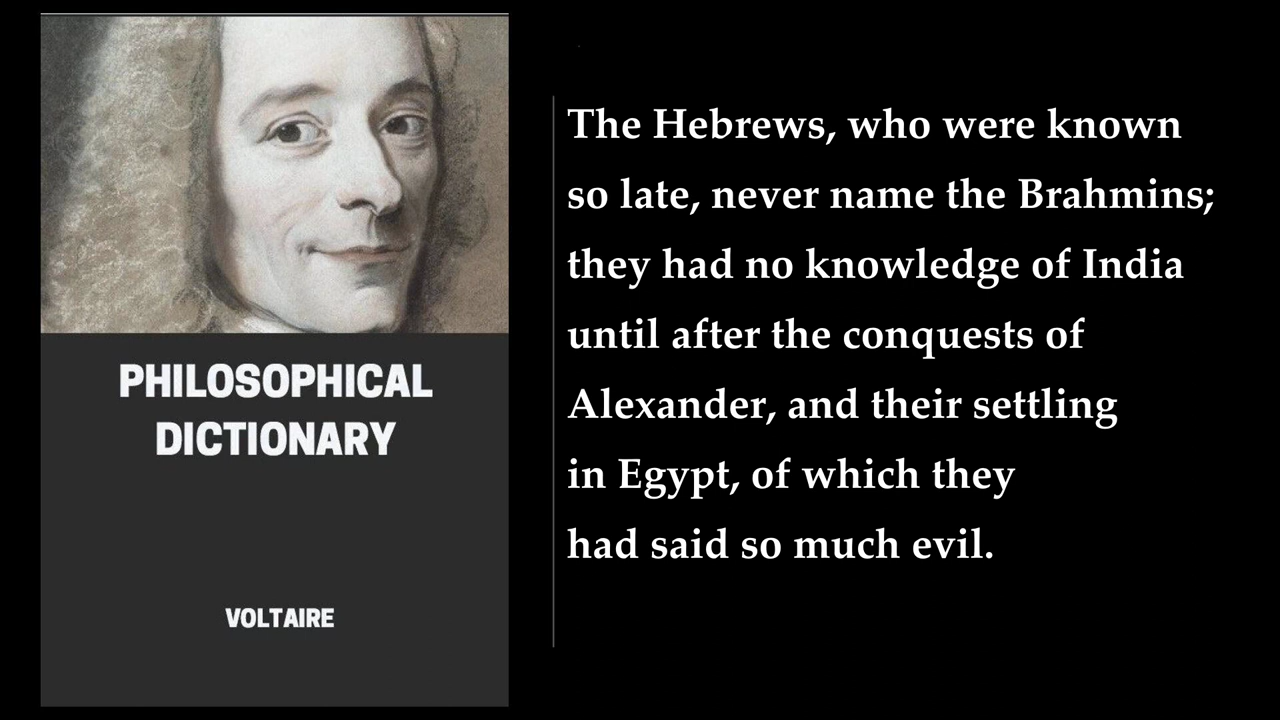 PHILOSOPHICAL
DICTIONARY
VOLTAIRE
The Hebrews, who were known
so late, never name the Brahmins;
they had no knowledge of India
until after the conquests of
Alexander, and their settling
in Egypt, of which they
had said so much evil.